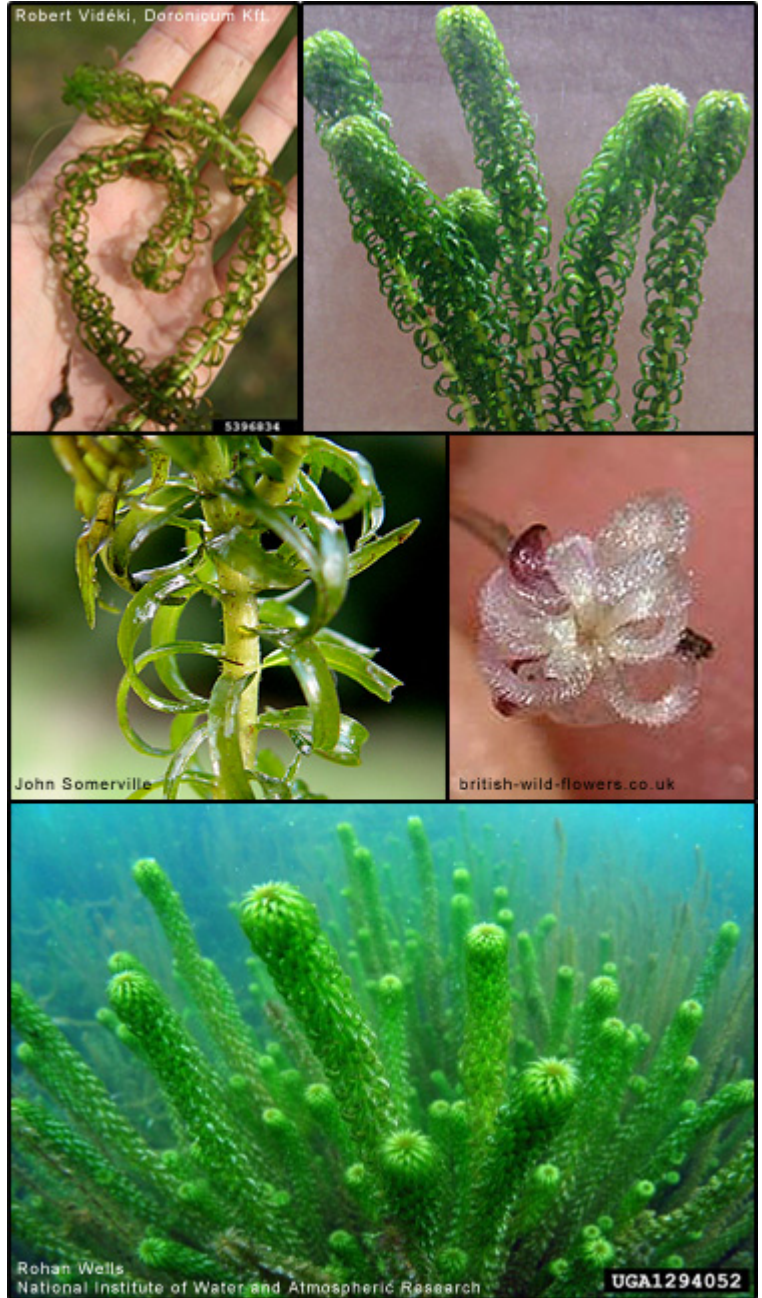 Robert Vidéki, Doronicum Kft.
5396834
John Somerville
british-wild-flowers.co.uk
Rohan Wells
National Institute of Water and Atmospheric Research
UGA1294052